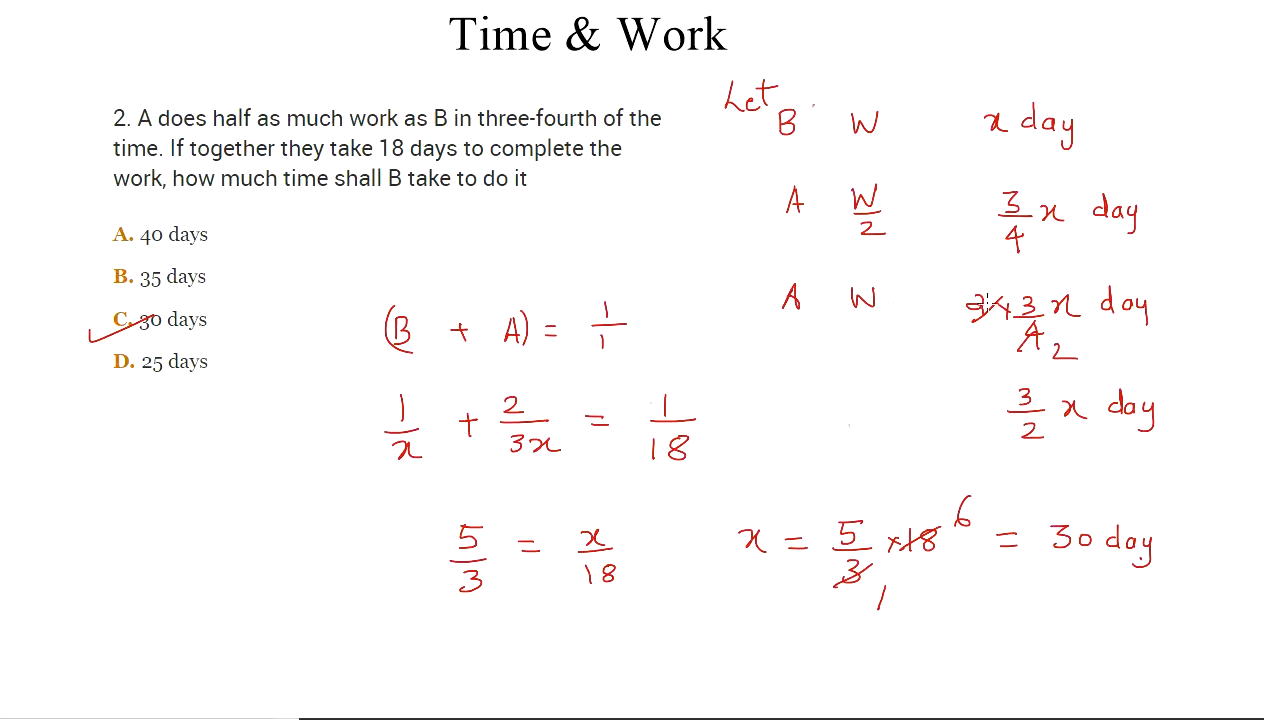 Time & Work
2. A does half as much work as B in three-fourth of the
time. If together they take 18 days to complete the
work, how much time shall B take to do it
A. 40 days
B. 35 days
C. 30 days
D. 25 days
Let
B W x day
A W/2 3/4 x day
A W 2×3/4 2 x day
3/2 x day
(B + A) = 1/1
1/x + 2/3x = 1/18
5/3 = x/18
x = 5/3 1 ×18 6 = 30 day